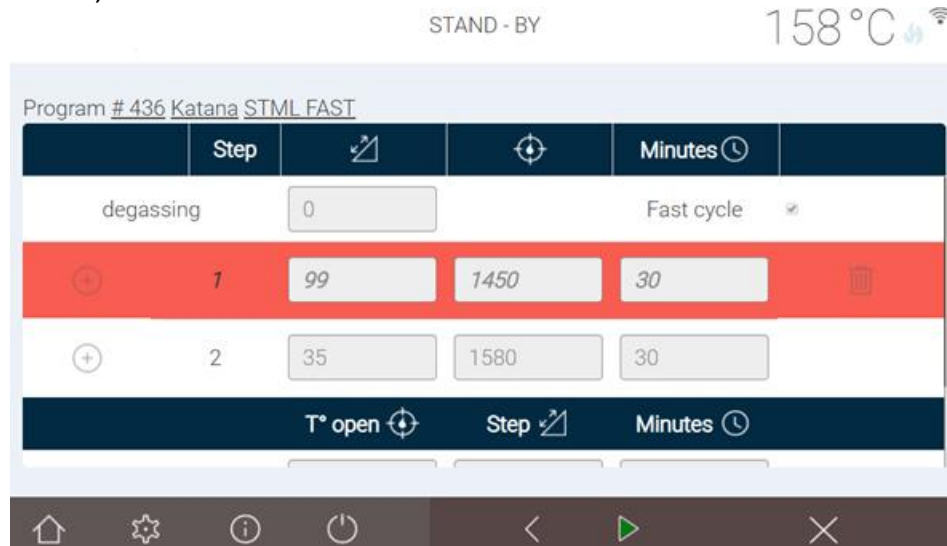 STAND - BY 158°C
Program # 436 Katana STML FAST
Step Minutes
degassing 0 Fast cycle
1 99 1450 30
2 35 1580 30
T° open Step Minutes